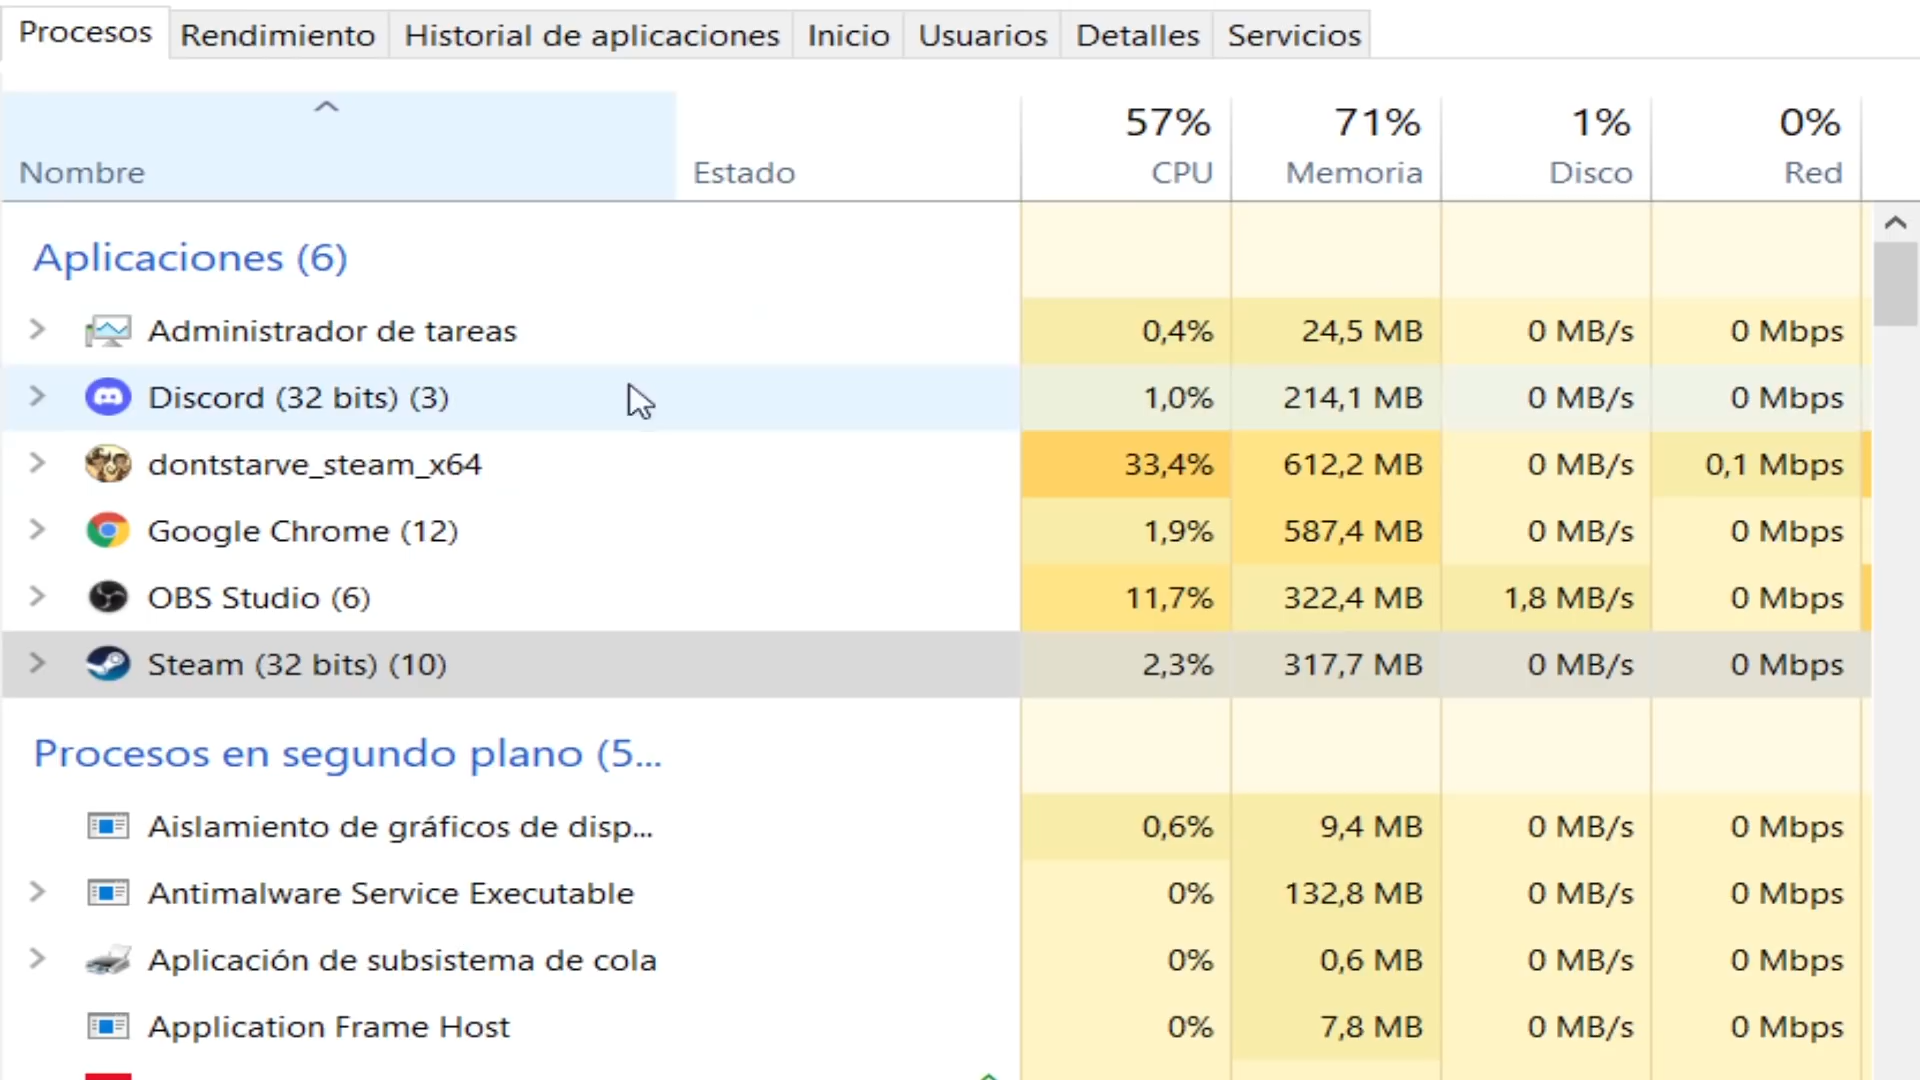 Procesos Rendimiento Historial de aplicaciones Inicio Usuarios Detalles Servicios
57% 71% 1% 0%
Nombre Estado CPU Memoria Disco Red
Aplicaciones (6)
Administrador de tareas 0,4% 24,5 MB 0 MB/s 0 Mbps
Discord (32 bits) (3) 1,0% 214,1 MB 0 MB/s 0 Mbps
dontstarve_steam_x64 33,4% 612,2 MB 0 MB/s 0,1 Mbps
Google Chrome (12) 1,9% 587,4 MB 0 MB/s 0 Mbps
OBS Studio (6) 11,7% 322,4 MB 1,8 MB/s 0 Mbps
Steam (32 bits) (10) 2,3% 317,7 MB 0 MB/s 0 Mbps
Procesos en segundo plano (5...
Aislamiento de gráficos de disp... 0,6% 9,4 MB 0 MB/s 0 Mbps
Antimalware Service Executable 0% 132,8 MB 0 MB/s 0 Mbps
Aplicación de subsistema de cola 0% 0,6 MB 0 MB/s 0 Mbps
Application Frame Host 0% 7,8 MB 0 MB/s 0 Mbps